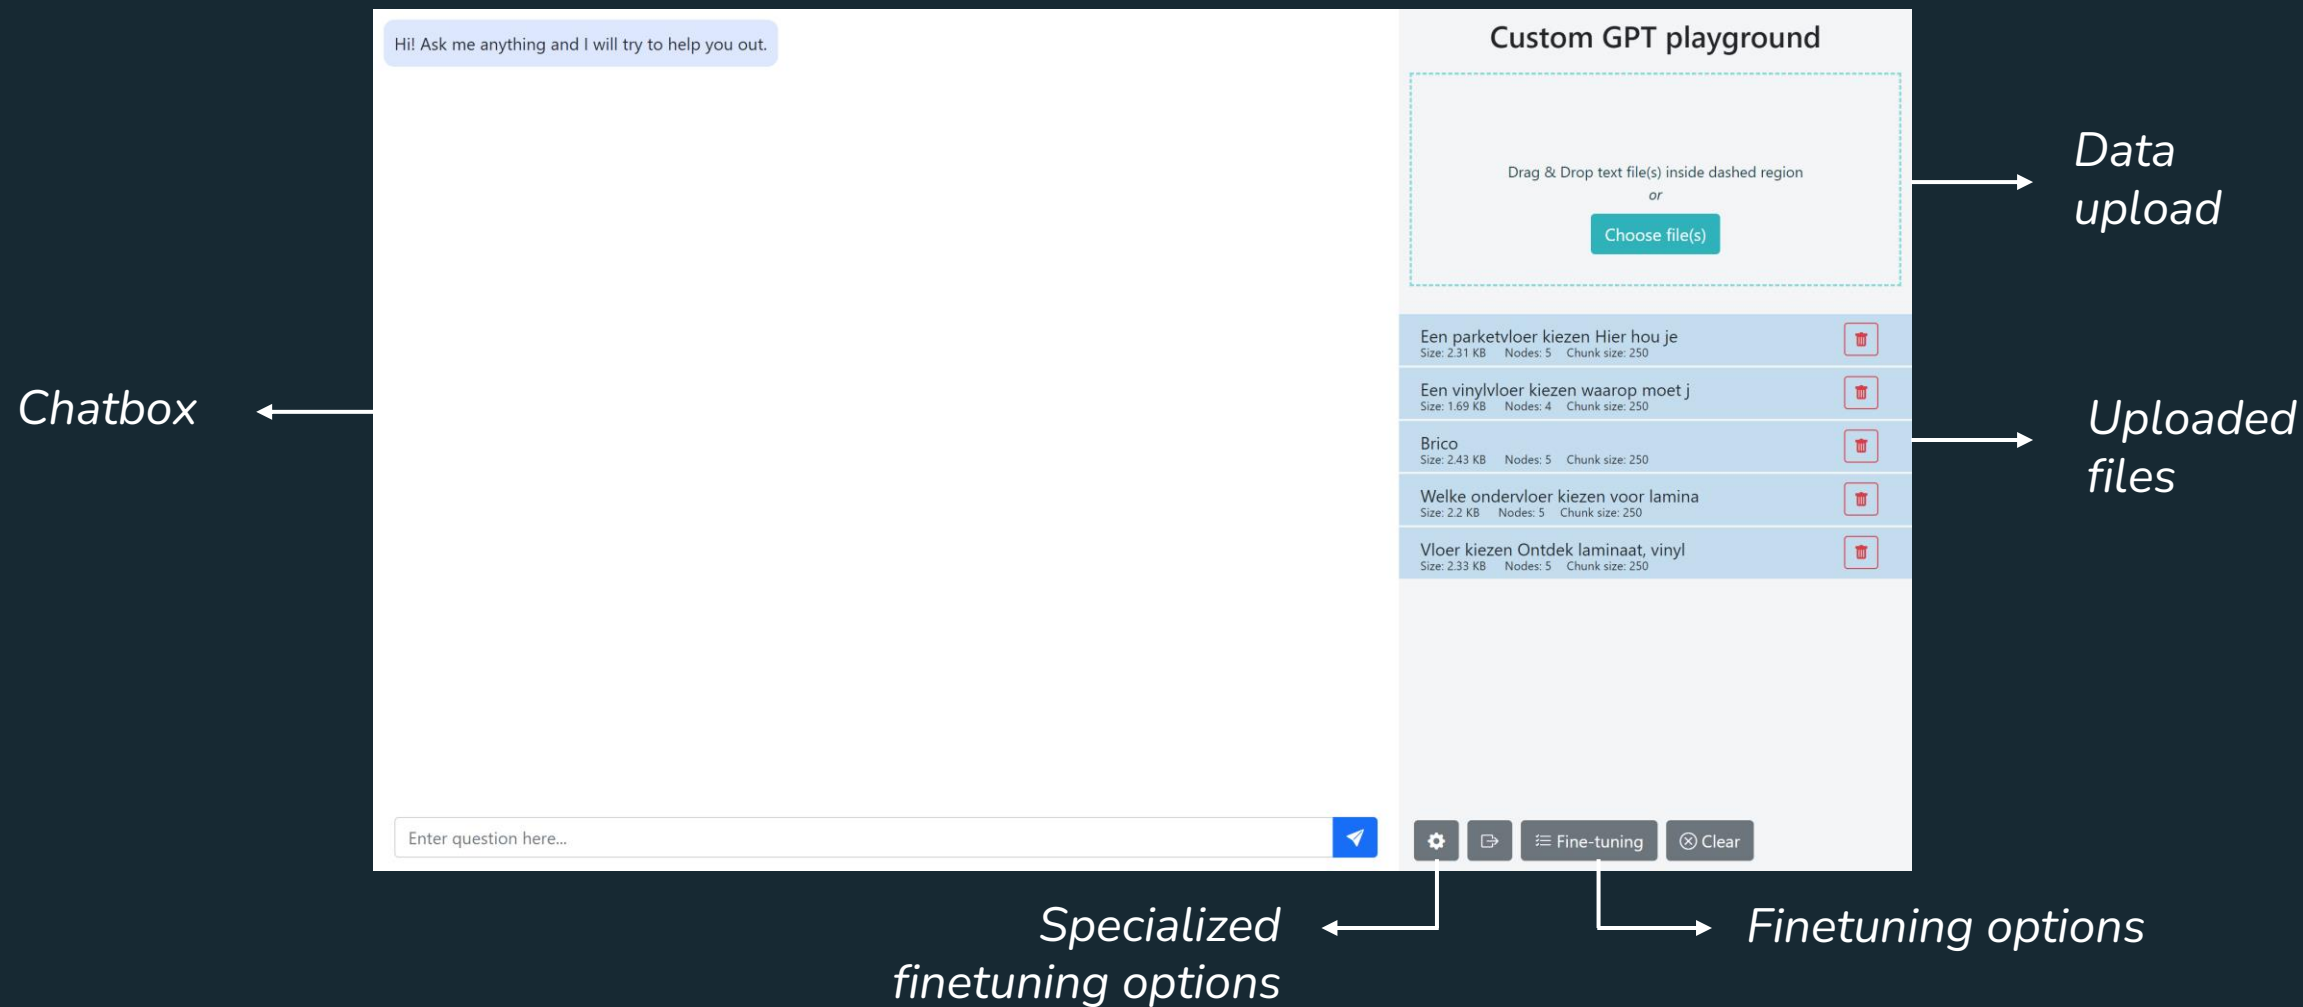 Hi! Ask me anything and I will try to help you out.
Custom GPT playground
Drag & Drop text file(s) inside dashed region
or
Choose file(s)
Data
upload
Een parketvloer kiezen Hier hou je
Size: 2.31 KB Nodes: 5 Chunk size: 250
Een vinylvloer kiezen waarop moet j
Size: 1.69 KB Nodes: 4 Chunk size: 250
Brico
Size: 2.43 KB Nodes: 5 Chunk size: 250
Welke ondervloer kiezen voor lamina
Size: 2.2 KB Nodes: 5 Chunk size: 250
Vloer kiezen Ontdek laminaat, vinyl
Size: 2.33 KB Nodes: 5 Chunk size: 250
Chatbox
Uploaded
files
Enter question here...
Fine-tuning
Clear
Specialized
finetuning options
Finetuning options